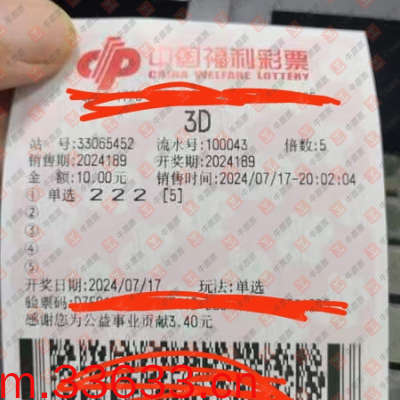 中国福利彩票
CHINA WELFARE LOTTERY
3D
站 号:33065452 流水号:100043 倍数:5
销售期:2024189 开奖期:2024189
金 额:10.00元 销售时间:2024/07/17-20:02:04
① 单选 2 2 2 [5]
②
③
④
⑤
开奖日期:2024/07/17 玩法:单选
验票码:
感谢您为公益事业贡献3.40元